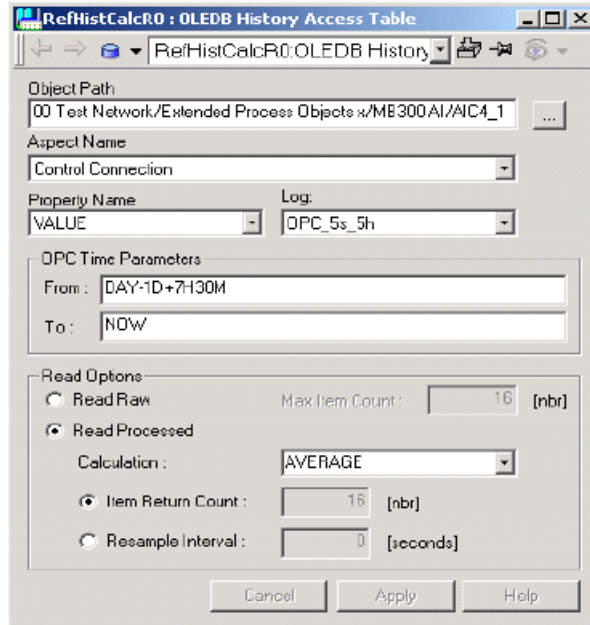 RefHistCalcR0 : OLEDB History Access Table
RefHistCalcR0:OLEDB History
Object Path
00 Test Network/Extended Process Objects x/MB300 AI/AIC4_1
...
Aspect Name
Control Connection
Property Name
Log:
VALUE
OPC_5s_5h
OPC Time Parameters
From : DAY-1D+7H30M
To : NOW
Read Options
Read Raw
Max Item Count : 16 [nbr]
Read Processed
Calculation : AVERAGE
Item Return Count : 16 [nbr]
Resample Interval : 0 [seconds]
Cancel Apply Help